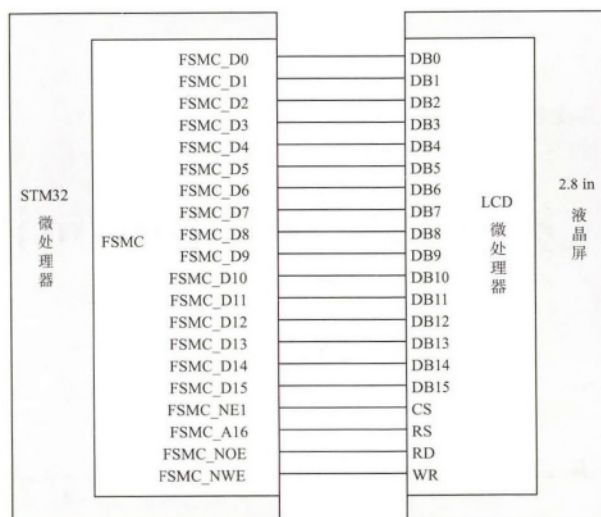 FSMC_D0 DB0
FSMC_D1 DB1
FSMC_D2 DB2
FSMC_D3 DB3
FSMC_D4 DB4
FSMC_D5 DB5
FSMC_D6 DB6
FSMC_D7 DB7
FSMC_D8 DB8
FSMC_D9 DB9
FSMC_D10 DB10
FSMC_D11 DB11
FSMC_D12 DB12
FSMC_D13 DB13
FSMC_D14 DB14
FSMC_D15 DB15
FSMC_NE1 CS
FSMC_A16 RS
FSMC_NOE RD
FSMC_NWE WR
STM32
微处理器
FSMC
LCD
微处理器
2.8 in
液晶屏